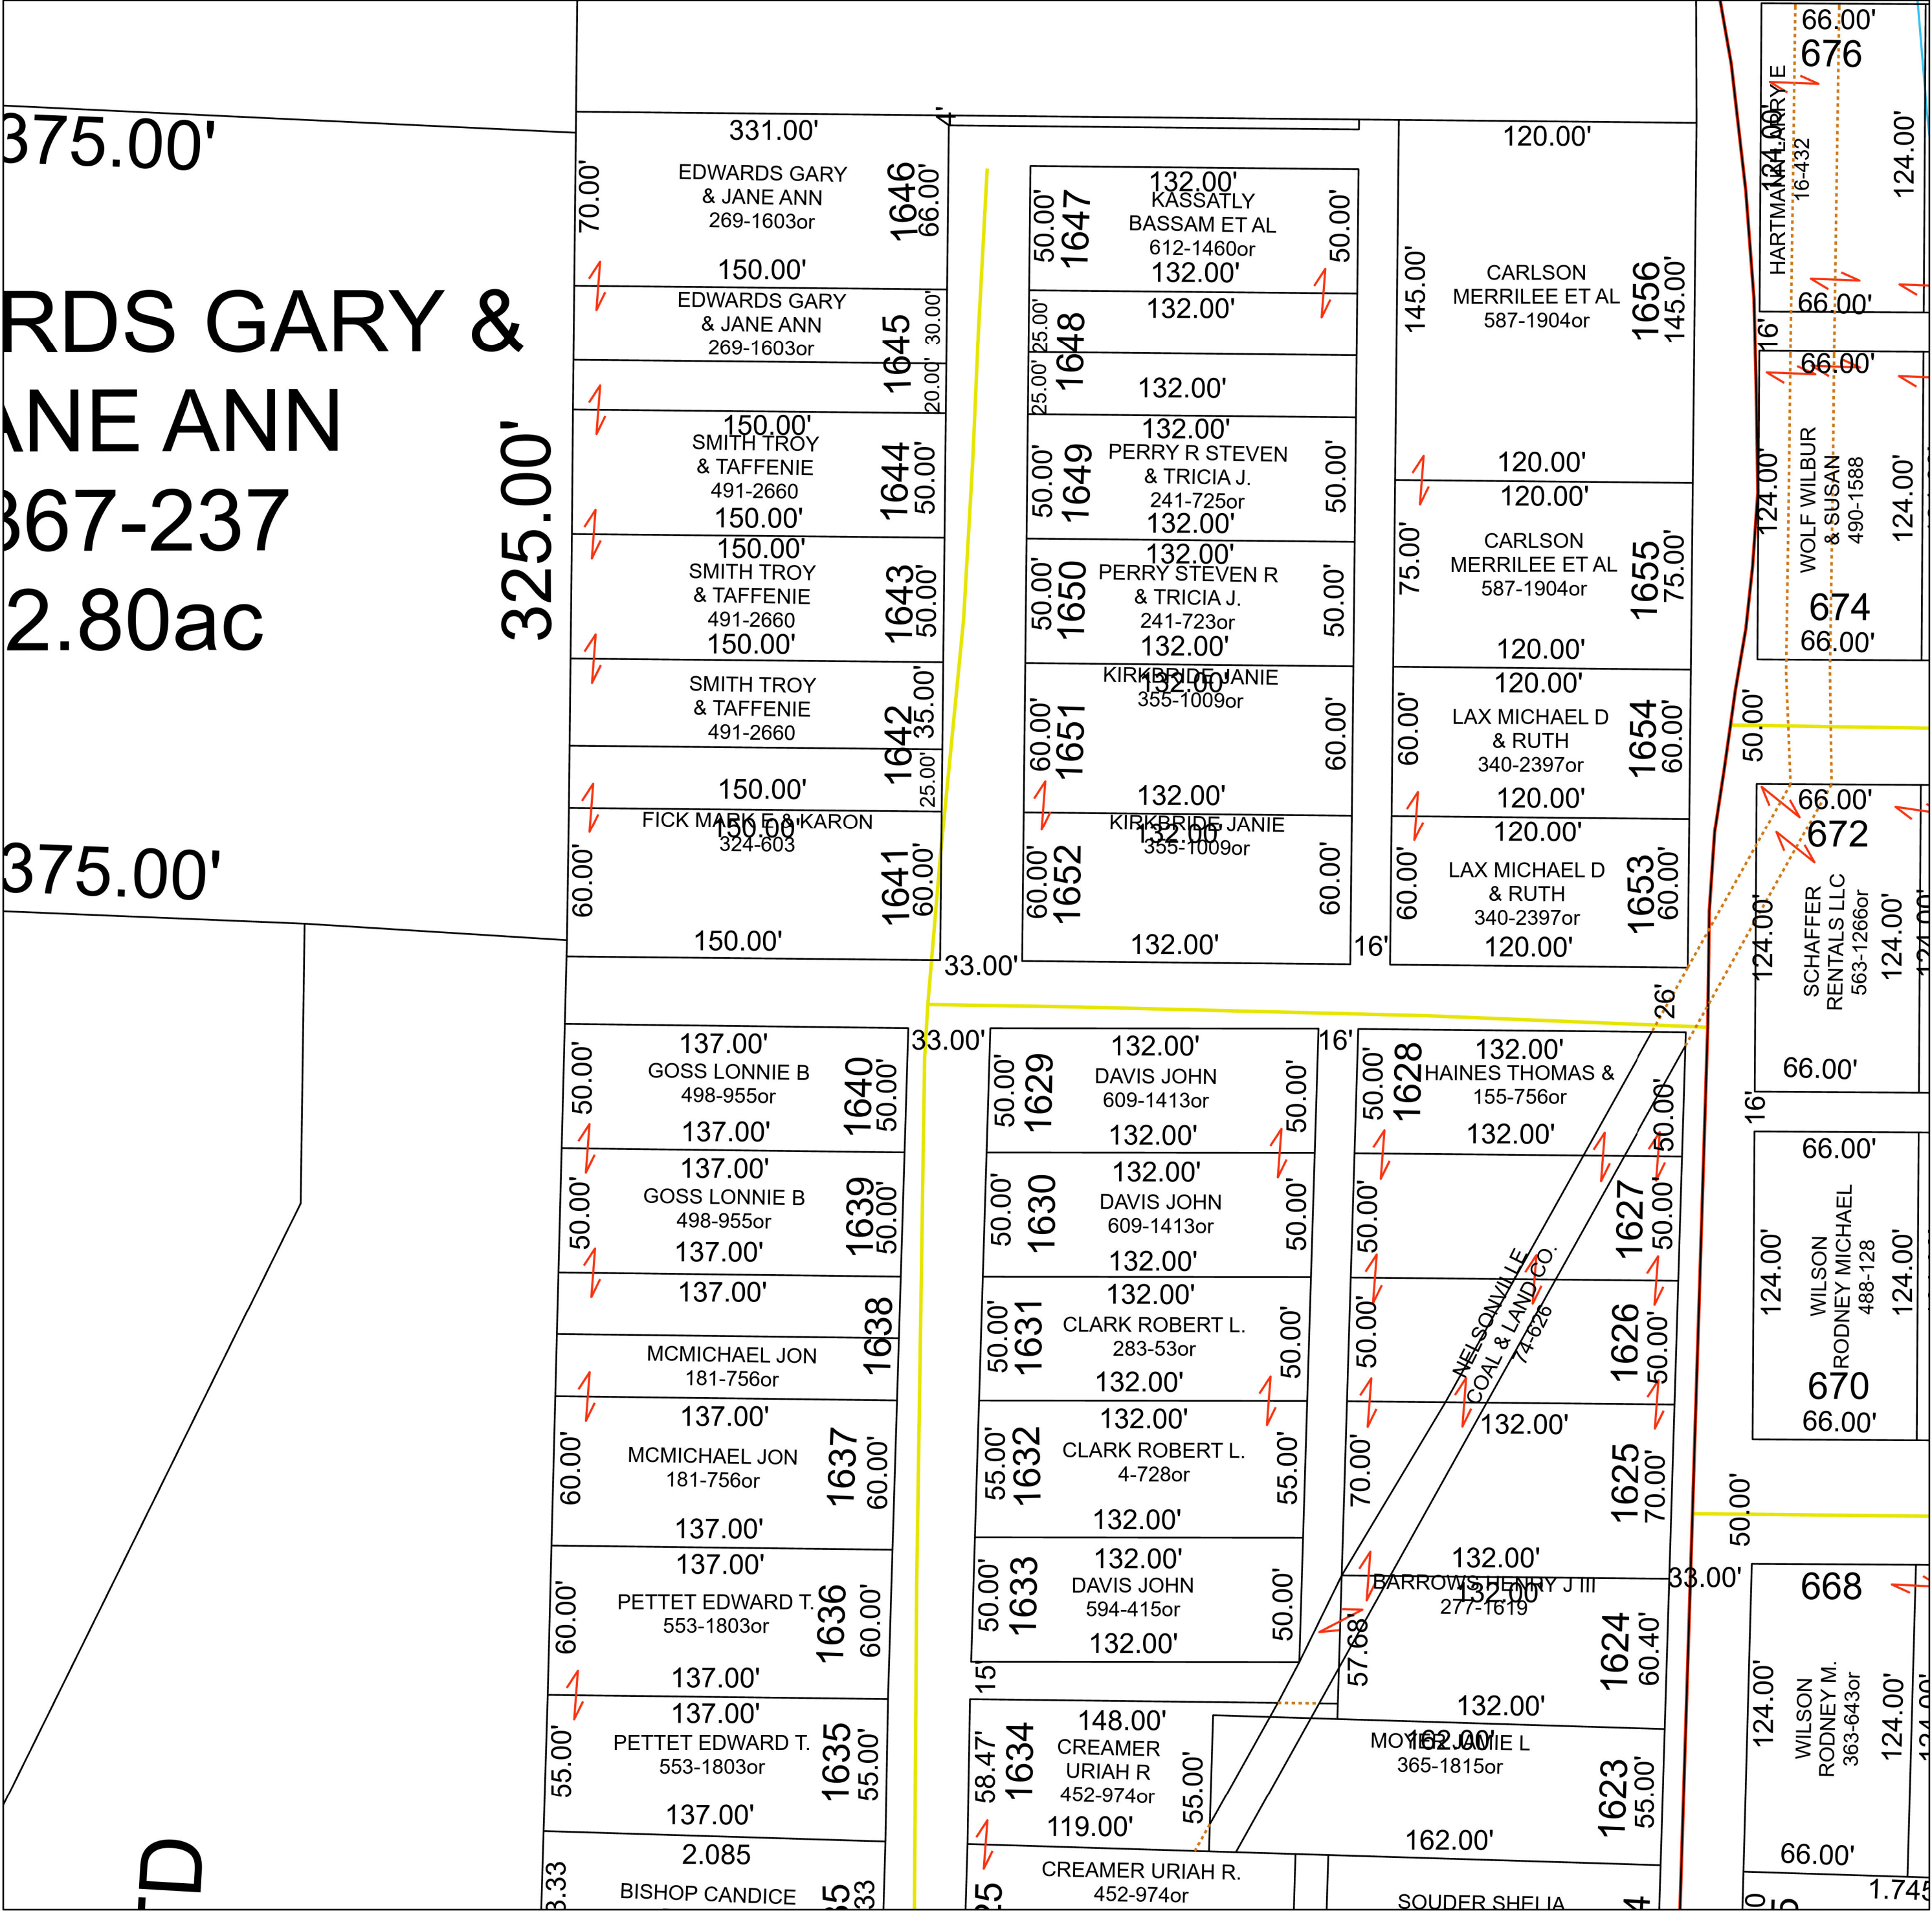 375.00'
RDS GARY &
ANE ANN
367-237
2.80ac
325.00'
375.00'
331.00'
70.00'
EDWARDS GARY
& JANE ANN
269-1603or
1646
66.00'
150.00'
EDWARDS GARY
& JANE ANN
269-1603or
1645
30.00'
20.00'
150.00'
SMITH TROY
& TAFFENIE
491-2660
1644
50.00'
150.00'
150.00'
SMITH TROY
& TAFFENIE
491-2660
1643
50.00'
150.00'
SMITH TROY
& TAFFENIE
491-2660
1642
35.00'
25.00'
150.00'
FICK MARK E & KARON
150.00'
324-603
60.00'
1641
60.00'
150.00'
33.00'
132.00'
50.00'
1647
KASSATLY
BASSAM ET AL
612-1460or
50.00'
132.00'
132.00'
25.00'
1648
25.00'
132.00'
132.00'
50.00'
1649
PERRY R STEVEN
& TRICIA J.
241-725or
50.00'
132.00'
132.00'
50.00'
1650
PERRY STEVEN R
& TRICIA J.
241-723or
50.00'
132.00'
KIRKBRIDE JANIE
132.00'
355-1009or
60.00'
1651
60.00'
132.00'
KIRKBRIDE JANIE
132.00'
355-1009or
60.00'
1652
60.00'
132.00'
16'
120.00'
145.00'
CARLSON
MERRILEE ET AL
587-1904or
1656
145.00'
120.00'
120.00'
75.00'
CARLSON
MERRILEE ET AL
587-1904or
1655
75.00'
120.00'
120.00'
60.00'
LAX MICHAEL D
& RUTH
340-2397or
1654
60.00'
120.00'
120.00'
60.00'
LAX MICHAEL D
& RUTH
340-2397or
1653
60.00'
120.00'
26'
66.00'
676
124.00'
HARTMAN LARRY E
16-432
124.00'
66.00'
16'
66.00'
124.00'
WOLF WILBUR
& SUSAN
490-1588
124.00'
674
66.00'
50.00'
66.00'
672
124.00'
SCHAFFER
RENTALS LLC
563-1266or
124.00'
124.00'
66.00'
16'
66.00'
124.00'
WILSON
RODNEY MICHAEL
488-128
124.00'
670
66.00'
50.00'
33.00'
668
124.00'
WILSON
RODNEY M.
363-643or
124.00'
66.00'
1.745
137.00'
50.00'
GOSS LONNIE B
498-955or
1640
50.00'
137.00'
33.00'
137.00'
50.00'
GOSS LONNIE B
498-955or
1639
50.00'
137.00'
137.00'
1638
MCMICHAEL JON
181-756or
137.00'
60.00'
MCMICHAEL JON
181-756or
1637
60.00'
137.00'
137.00'
60.00'
PETTET EDWARD T.
553-1803or
1636
60.00'
137.00'
137.00'
55.00'
PETTET EDWARD T.
553-1803or
1635
55.00'
137.00'
2.085
3.33
BISHOP CANDICE
35
33
132.00'
50.00'
1629
DAVIS JOHN
609-1413or
50.00'
132.00'
16'
132.00'
50.00'
1630
DAVIS JOHN
609-1413or
50.00'
132.00'
132.00'
50.00'
1631
CLARK ROBERT L.
283-53or
50.00'
132.00'
132.00'
55.00'
1632
CLARK ROBERT L.
4-728or
55.00'
132.00'
132.00'
50.00'
1633
DAVIS JOHN
594-415or
50.00'
132.00'
15'
148.00'
58.47'
1634
CREAMER
URIAH R
452-974or
55.00'
119.00'
CREAMER URIAH R.
452-974or
25
132.00'
50.00'
1628
HAINES THOMAS &
155-756or
50.00'
132.00'
50.00'
1627
50.00'
NELSONVILLE
COAL & LAND CO.
74-626
50.00'
1626
50.00'
132.00'
70.00'
1625
70.00'
132.00'
BARROWS HENRY J III
132.00'
277-1619
57.68'
1624
60.40'
132.00'
MOYER JAMIE L
162.00'
365-1815or
1623
55.00'
162.00'
SOUDER SHELIA
4
TD